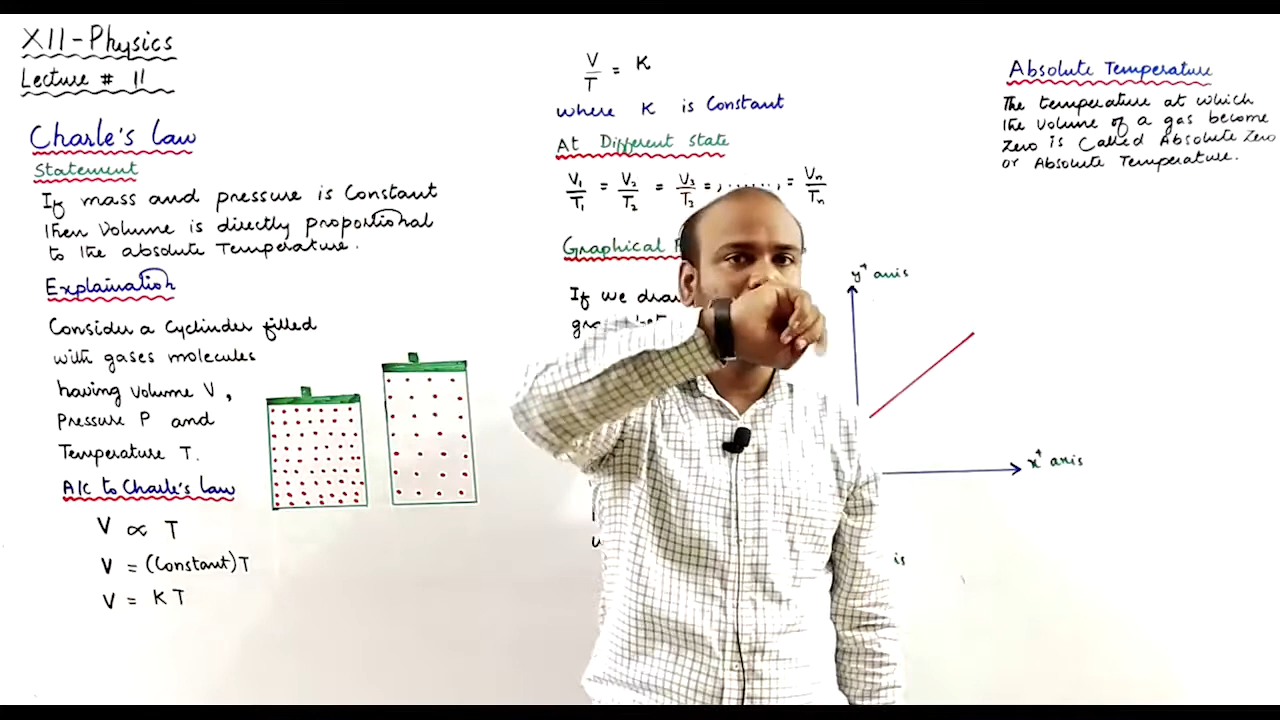 XII-Physics
Lecture # 11
Charle's law
Statement
If mass and pressure is Constant
then Volume is directly proportional
to the absolute Temperature.
Explaination
Consider a Cyclinder filled
with gases molecules
having volume V,
Pressure P and
Temperature T.
A/C to Charle's law
V ∝ T
V = (Constant)T
V = KT
V/T = K
where K is Constant
At Different State
V₁/T₁ = V₂/T₂ = V₃/T₃ = ,......., = Vₙ/Tₙ
Graphical
If we draw
y⁺ axis
x⁺ axis
is
Absolute Temperature
The temperature at which
the volume of a gas become
Zero is Called Absolute Zero
or Absolute Temperature.